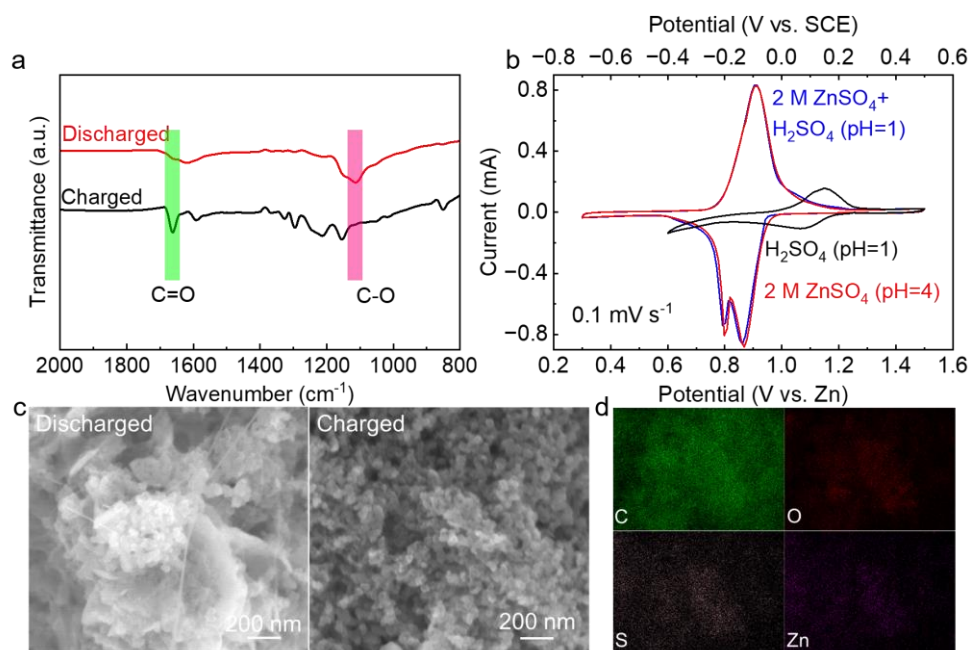 a
Transmittance (a.u.)
Discharged
Charged
C=O
C-O
2000 1800 1600 1400 1200 1000 800
Wavenumber (cm⁻¹)
b
Potential (V vs. SCE)
−0.6 −0.4 −0.2 0.0 0.2 0.4 0.6
Current (mA)
0.8
0.4
0.0
−0.4
−0.8
2 M ZnSO₄+
H₂SO₄ (pH=1)
H₂SO₄ (pH=1)
2 M ZnSO₄ (pH=4)
0.1 mV s⁻¹
0.2 0.4 0.6 0.8 1.0 1.2 1.4 1.6
Potential (V vs. Zn)
c
Discharged
200 nm
Charged
200 nm
d
C
O
S
Zn